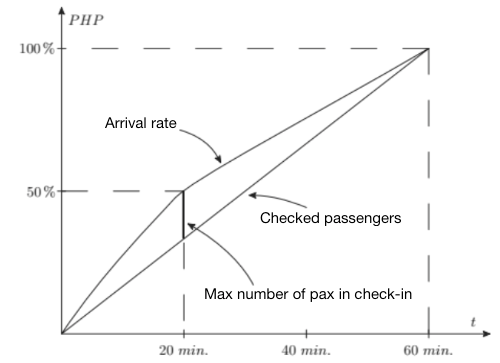 PHP
100 %
Arrival rate
50 %
Checked passengers
Max number of pax in check-in
t
20 min.
40 min.
60 min.